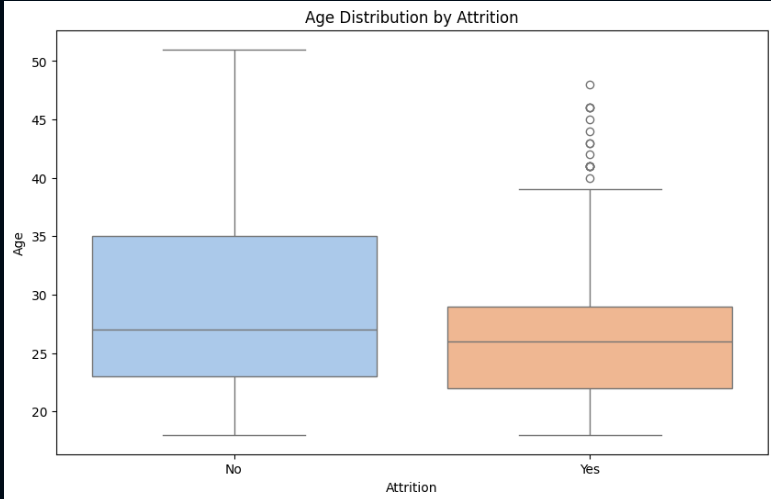 Age Distribution by Attrition
50
45
40
35
30
25
20
Age
No
Yes
Attrition